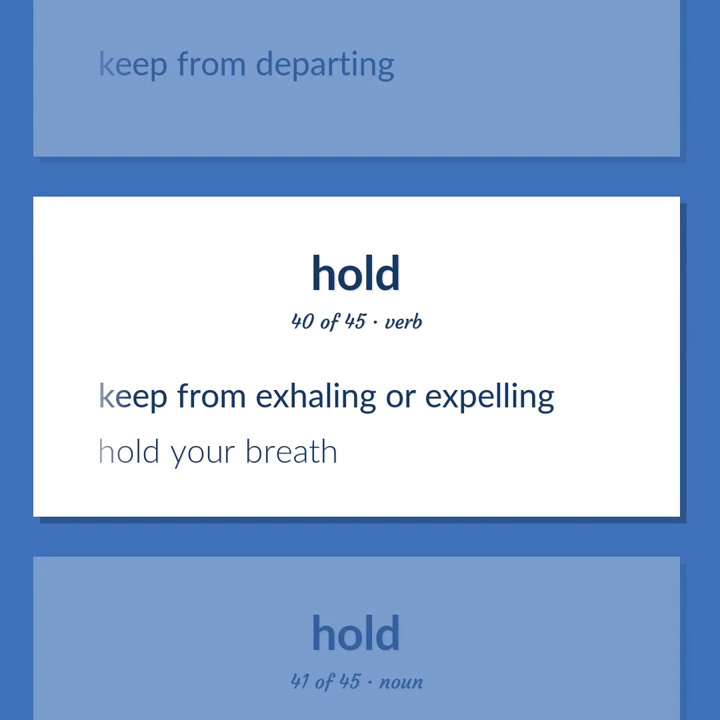 keep from departing
hold
40 of 45 · verb
keep from exhaling or expelling
hold your breath
hold
41 of 45 · noun